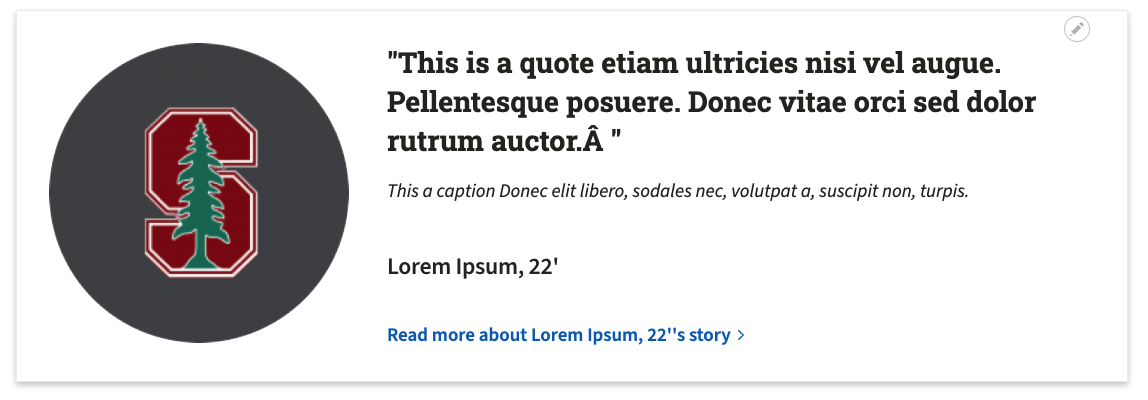 "This is a quote etiam ultricies nisi vel augue.
Pellentesque posuere. Donec vitae orci sed dolor
rutrum auctor.Â "
This a caption Donec elit libero, sodales nec, volutpat a, suscipit non, turpis.
Lorem Ipsum, 22'
Read more about Lorem Ipsum, 22''s story >